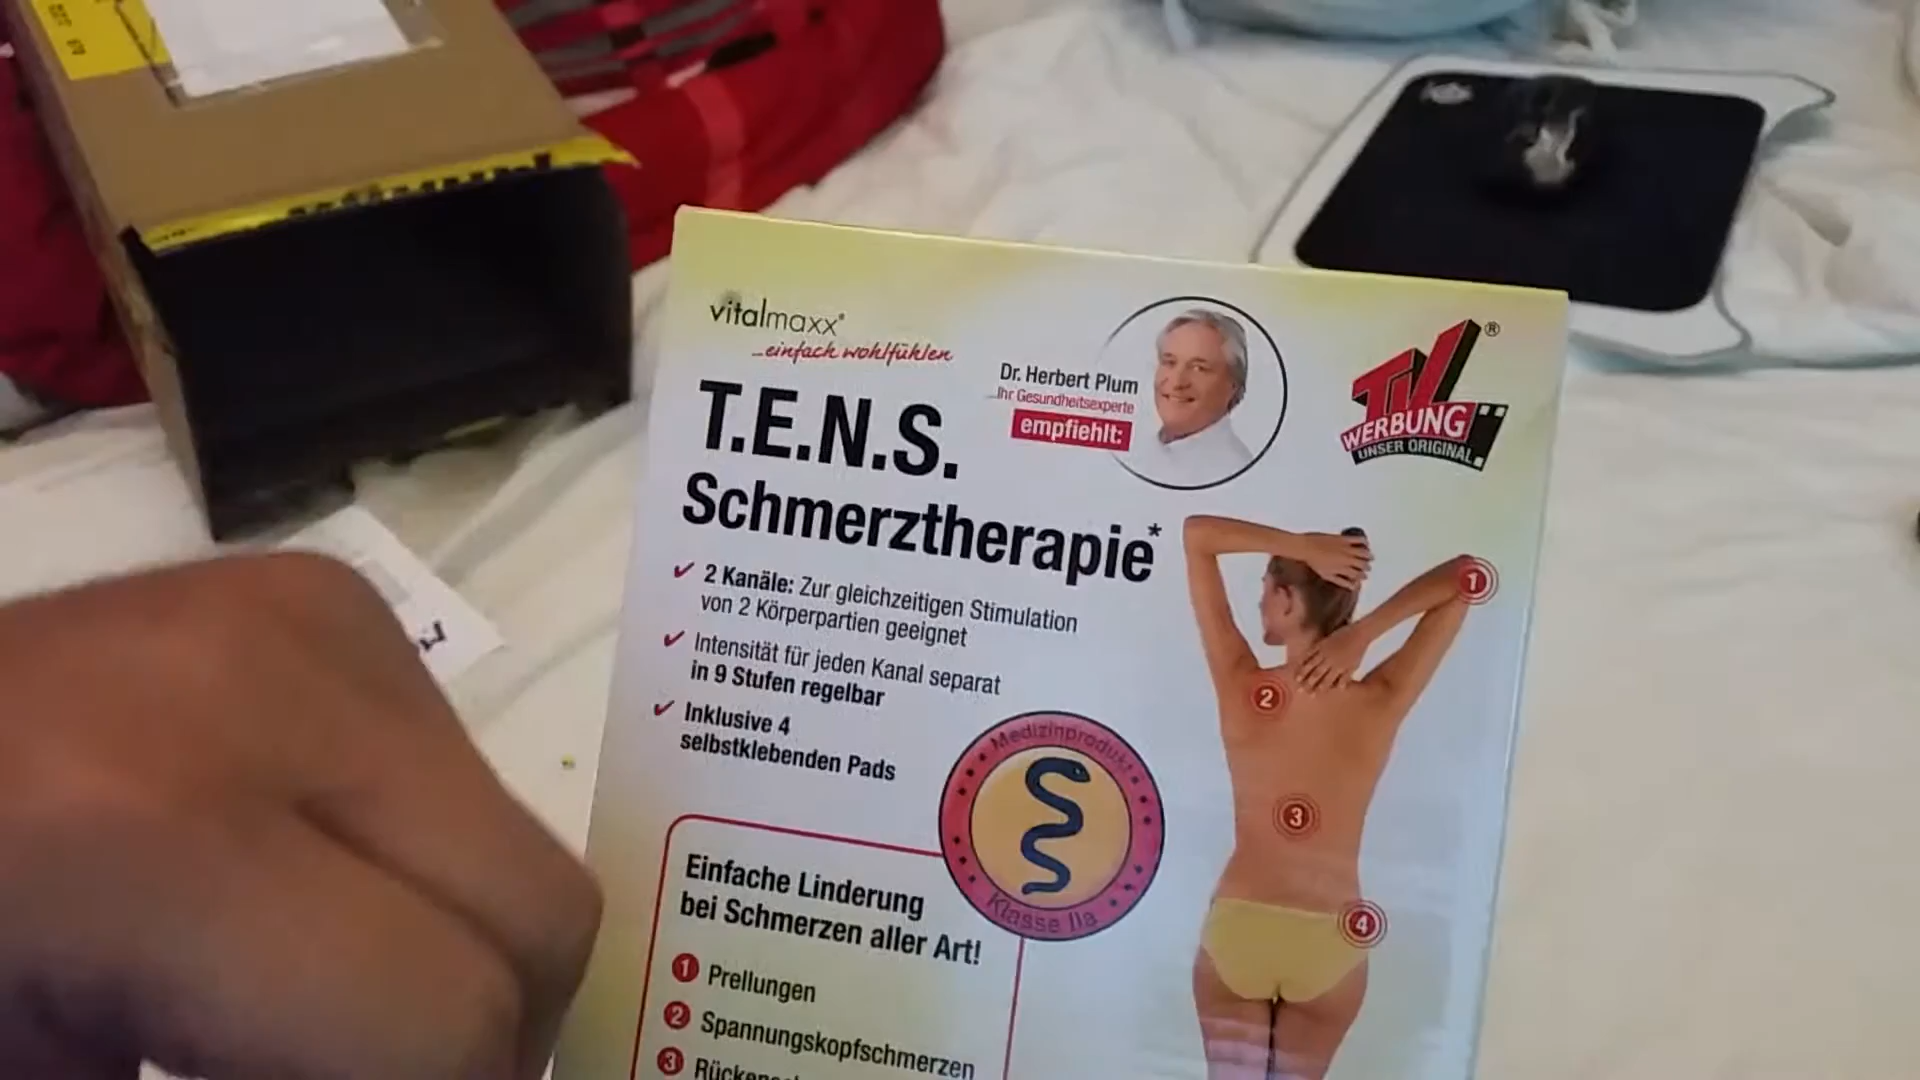 vitalmaxx®
...einfach wohlfühlen
Dr. Herbert Plum
...Ihr Gesundheitsexperte
empfiehlt:
TV
®
WERBUNG
UNSER ORIGINAL
T.E.N.S.
Schmerztherapie*
2 Kanäle: Zur gleichzeitigen Stimulation
von 2 Körperpartien geeignet
Intensität für jeden Kanal separat
in 9 Stufen regelbar
Inklusive 4
selbstklebenden Pads
Medizinprodukt
Klasse IIa
1
2
3
4
Einfache Linderung
bei Schmerzen aller Art!
1 Prellungen
2 Spannungskopfschmerzen
3